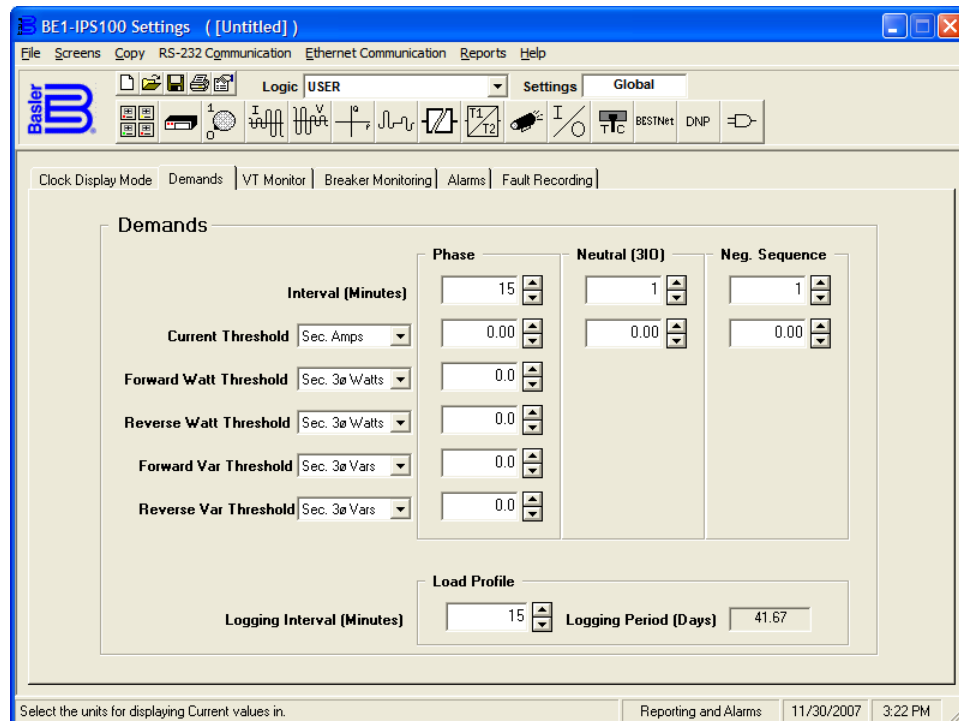 BE1-IPS100 Settings ( [Untitled] )
File Screens Copy RS-232 Communication Ethernet Communication Reports Help
Basler
Logic USER Settings Global
1 0 I V T1 T2 I O TTC BESTNet DNP
Clock Display Mode Demands VT Monitor Breaker Monitoring Alarms Fault Recording
Demands
Phase Neutral (3I0) Neg. Sequence
Interval (Minutes) 15 1 1
Current Threshold Sec. Amps 0.00 0.00 0.00
Forward Watt Threshold Sec. 3ø Watts 0.0
Reverse Watt Threshold Sec. 3ø Watts 0.0
Forward Var Threshold Sec. 3ø Vars 0.0
Reverse Var Threshold Sec. 3ø Vars 0.0
Load Profile
Logging Interval (Minutes) 15 Logging Period (Days) 41.67
Select the units for displaying Current values in. Reporting and Alarms 11/30/2007 3:22 PM